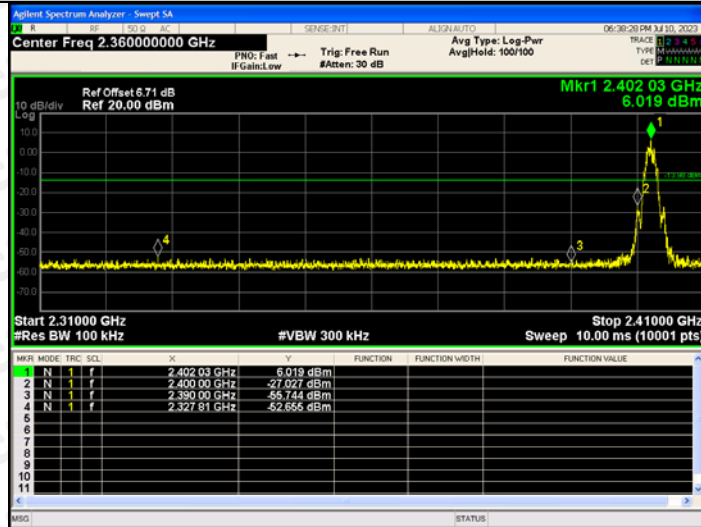 Agilent Spectrum Analyzer - Swept SA
R RF 50 Ω AC SENSE:INT ALIGN AUTO 06:38:28 PM Jul 10, 2023
Center Freq 2.360000000 GHz PNO: Fast Trig: Free Run Avg Type: Log-Pwr TRACE 1 2 3 4 5
IFGain:Low #Atten: 30 dB Avg|Hold: 100/100 TYPE M
DET P N N N N
Mkr1 2.402 03 GHz
6.019 dBm
Ref Offset 6.71 dB
10 dB/div Ref 20.00 dBm
Log
1
10.0
0.00
-10.0
-20.0
2
-30.0
-40.0
4
3
-50.0
-60.0
-70.0
Start 2.31000 GHz Stop 2.41000 GHz
#Res BW 100 kHz #VBW 300 kHz Sweep 10.00 ms (10001 pts)
MKR MODE TRC SCL X Y FUNCTION FUNCTION WIDTH FUNCTION VALUE
1 N 1 f 2.402 03 GHz 6.019 dBm
2 N 1 f 2.400 00 GHz -27.027 dBm
3 N 1 f 2.390 00 GHz -55.744 dBm
4 N 1 f 2.327 81 GHz -52.655 dBm
5
6
7
8
9
10
11
MSG STATUS